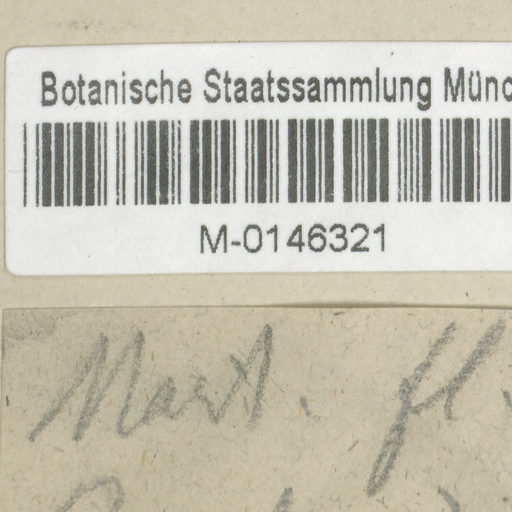 Botanische Staatssammlung Münc
M-0146321
Mart. fl.